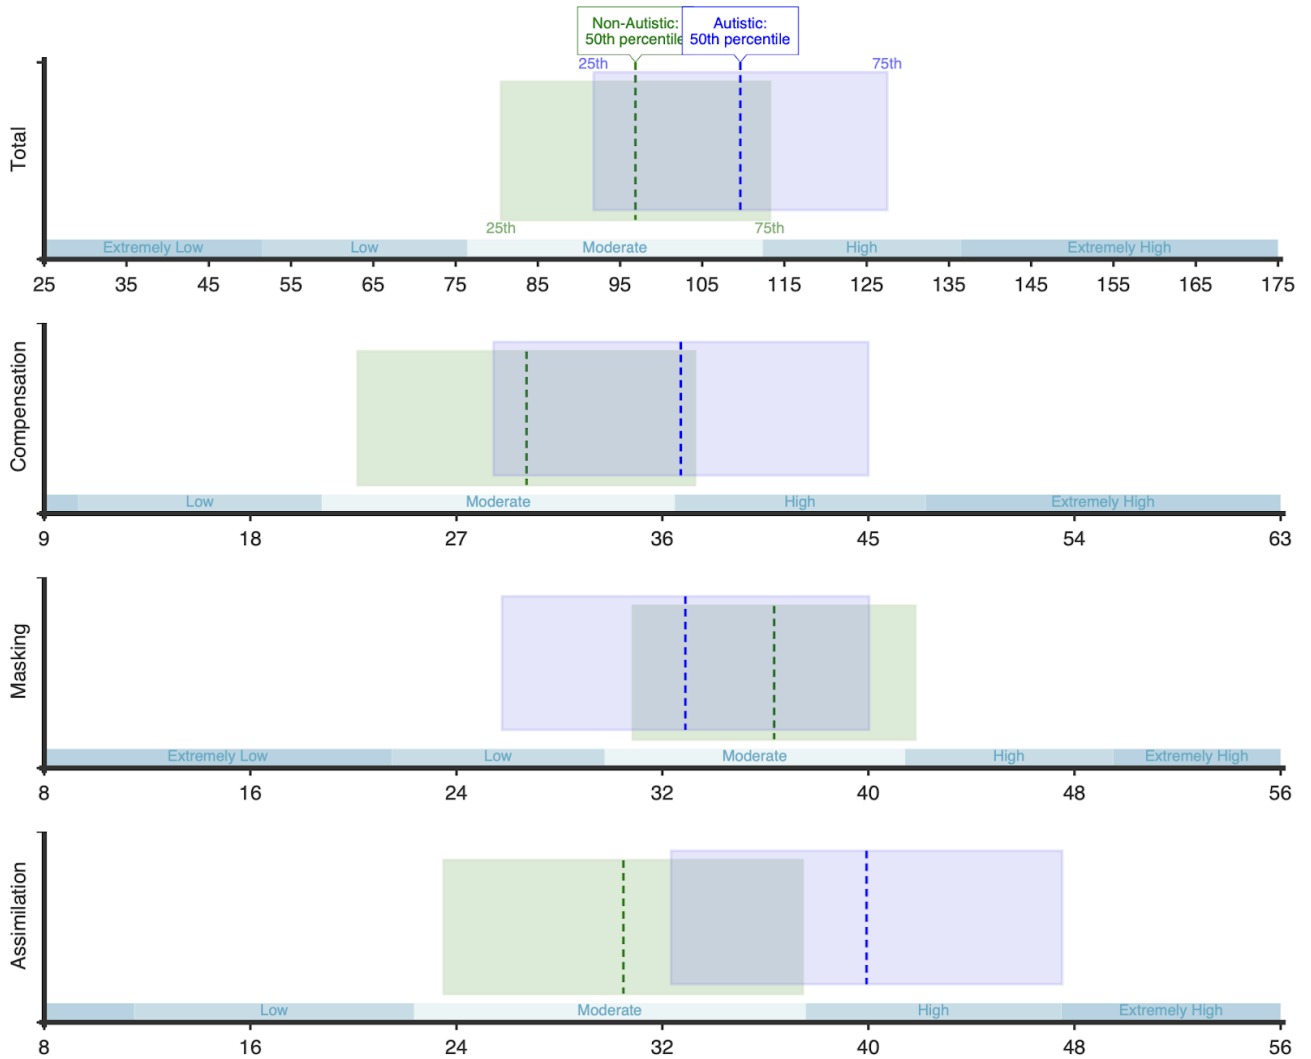 Non-Autistic:
50th percentile
Autistic:
50th percentile
25th
75th
Total
25th
75th
Extremely Low
Low
Moderate
High
Extremely High
25 35 45 55 65 75 85 95 105 115 125 135 145 155 165 175
Compensation
Low
Moderate
High
Extremely High
9 18 27 36 45 54 63
Masking
Extremely Low
Low
Moderate
High
Extremely High
8 16 24 32 40 48 56
Assimilation
Low
Moderate
High
Extremely High
8 16 24 32 40 48 56